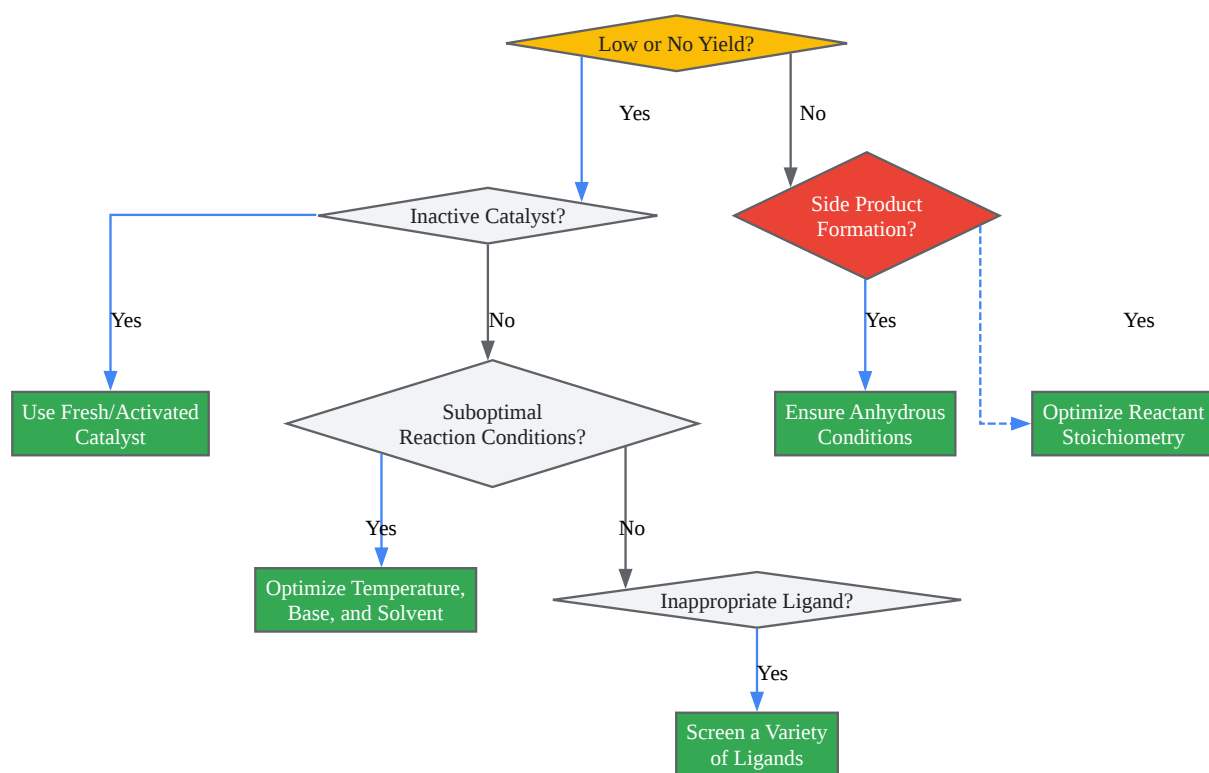 Low or No Yield?
Yes
No
Side Product
Formation?
Inactive Catalyst?
Yes
No
Yes
Yes
Use Fresh/Activated
Catalyst
Suboptimal
Reaction Conditions?
Ensure Anhydrous
Conditions
Optimize Reactant
Stoichiometry
Yes
No
Optimize Temperature,
Base, and Solvent
Inappropriate Ligand?
Yes
Screen a Variety
of Ligands